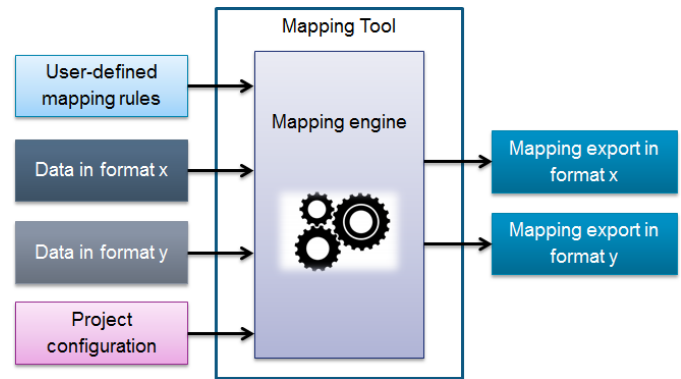 Mapping Tool
User-defined
mapping rules
Data in format x
Data in format y
Project
configuration
Mapping engine
Mapping export in
format x
Mapping export in
format y